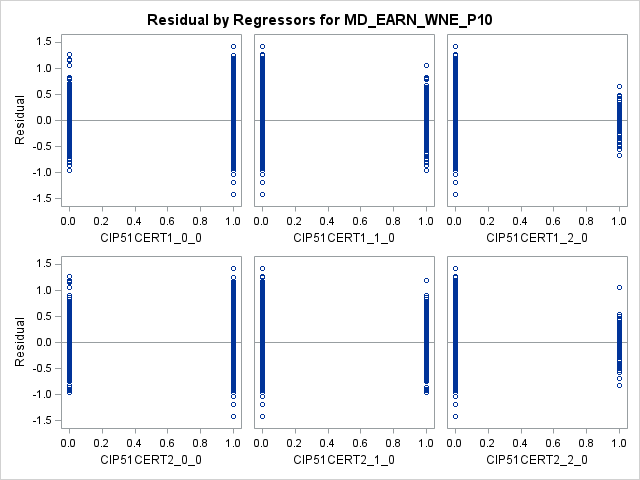 Residual by Regressors for MD_EARN_WNE_P10
Residual
1.5
1.0
0.5
0.0
-0.5
-1.0
-1.5
0.0 0.2 0.4 0.6 0.8 1.0
CIP51CERT1_0_0
0.0 0.2 0.4 0.6 0.8 1.0
CIP51CERT1_1_0
0.0 0.2 0.4 0.6 0.8 1.0
CIP51CERT1_2_0
Residual
1.5
1.0
0.5
0.0
-0.5
-1.0
-1.5
0.0 0.2 0.4 0.6 0.8 1.0
CIP51CERT2_0_0
0.0 0.2 0.4 0.6 0.8 1.0
CIP51CERT2_1_0
0.0 0.2 0.4 0.6 0.8 1.0
CIP51CERT2_2_0